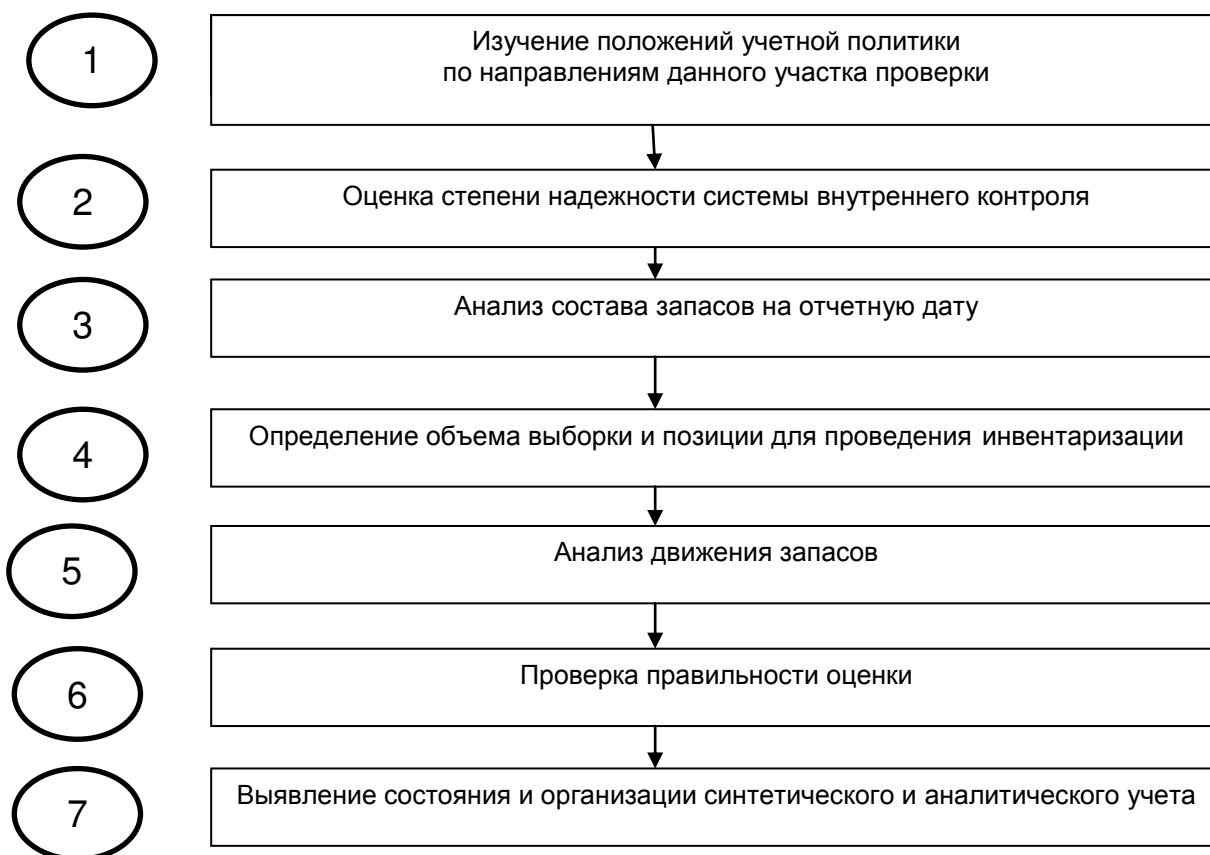 1
Изучение положений учетной политики
по направлениям данного участка проверки
2
Оценка степени надежности системы внутреннего контроля
3
Анализ состава запасов на отчетную дату
4
Определение объема выборки и позиции для проведения инвентаризации
5
Анализ движения запасов
6
Проверка правильности оценки
7
Выявление состояния и организации синтетического и аналитического учета